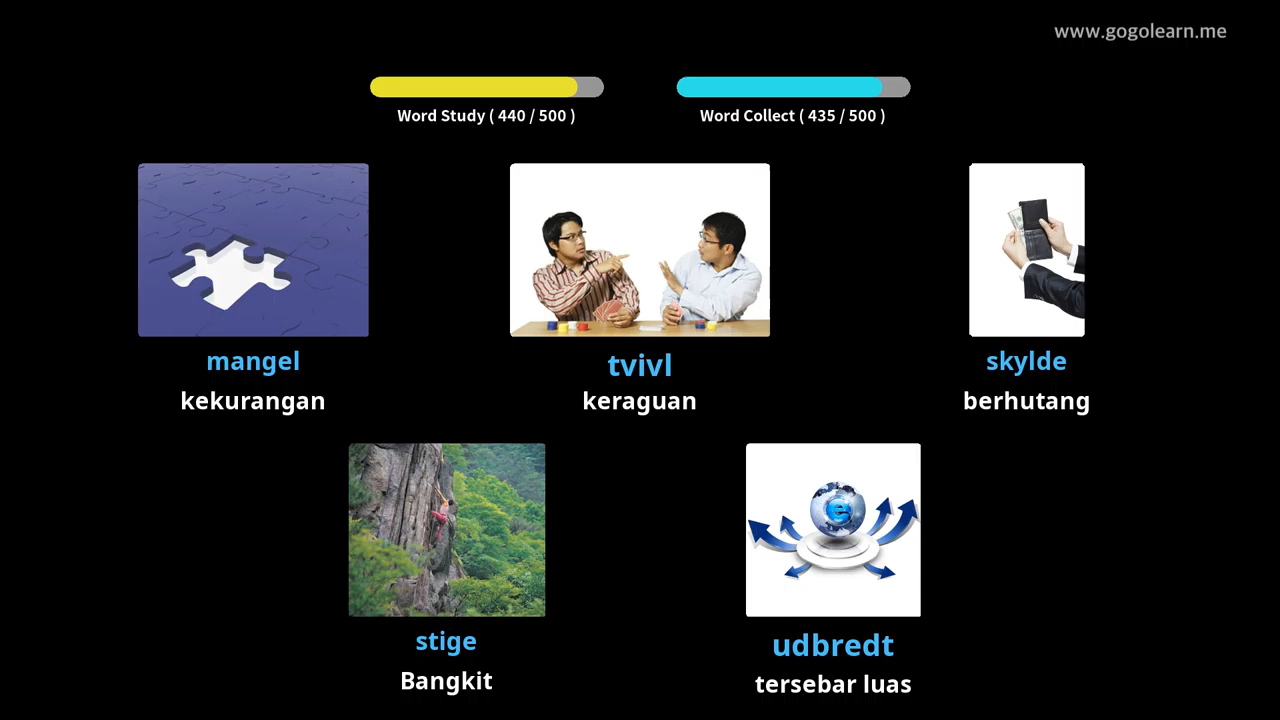 www.gogolearn.me
Word Study ( 440 / 500 )
Word Collect ( 435 / 500 )
mangel
kekurangan
tvivl
keraguan
skylde
berhutang
stige
Bangkit
e
udbredt
tersebar luas